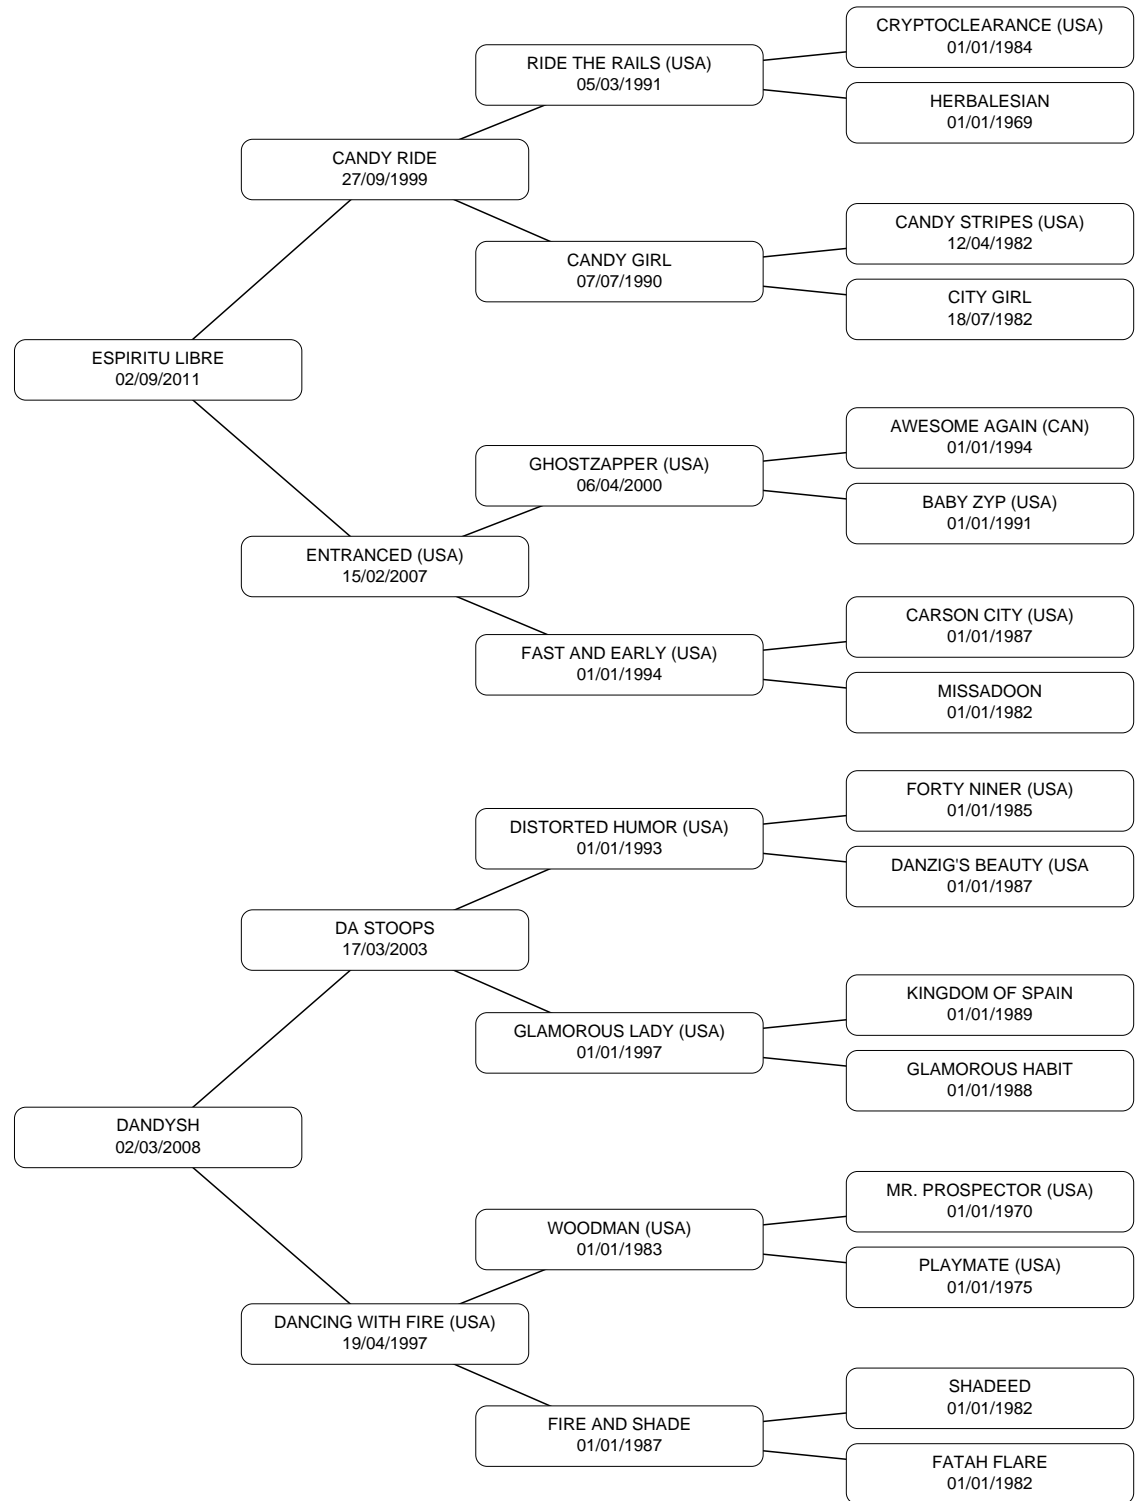 CRYPTOCLEARANCE (USA)
01/01/1984
RIDE THE RAILS (USA)
05/03/1991
HERBALESIAN
01/01/1969
CANDY RIDE
27/09/1999
CANDY STRIPES (USA)
12/04/1982
CANDY GIRL
07/07/1990
CITY GIRL
18/07/1982
ESPIRITU LIBRE
02/09/2011
AWESOME AGAIN (CAN)
01/01/1994
GHOSTZAPPER (USA)
06/04/2000
BABY ZYP (USA)
01/01/1991
ENTRANCED (USA)
15/02/2007
CARSON CITY (USA)
01/01/1987
FAST AND EARLY (USA)
01/01/1994
MISSADOON
01/01/1982
FORTY NINER (USA)
01/01/1985
DISTORTED HUMOR (USA)
01/01/1993
DANZIG'S BEAUTY (USA
01/01/1987
DA STOOPS
17/03/2003
KINGDOM OF SPAIN
01/01/1989
GLAMOROUS LADY (USA)
01/01/1997
GLAMOROUS HABIT
01/01/1988
DANDYSH
02/03/2008
MR. PROSPECTOR (USA)
01/01/1970
WOODMAN (USA)
01/01/1983
PLAYMATE (USA)
01/01/1975
DANCING WITH FIRE (USA)
19/04/1997
SHADEED
01/01/1982
FIRE AND SHADE
01/01/1987
FATAH FLARE
01/01/1982